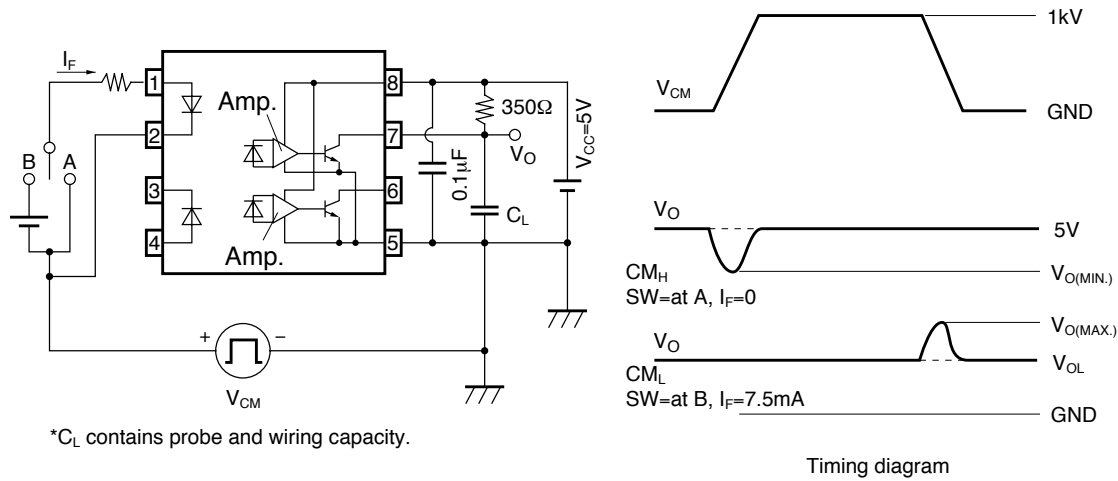 I_F
1
2
3
4
8
7
6
5
Amp.
Amp.
B A
350Ω
V_O
V_CC=5V
0.1μF
C_L
+ −
V_CM
*C_L contains probe and wiring capacity.
1kV
V_CM
GND
V_O
5V
CM_H
SW=at A, I_F=0
V_O(MIN.)
V_O(MAX.)
V_O
V_OL
CM_L
SW=at B, I_F=7.5mA
GND
Timing diagram